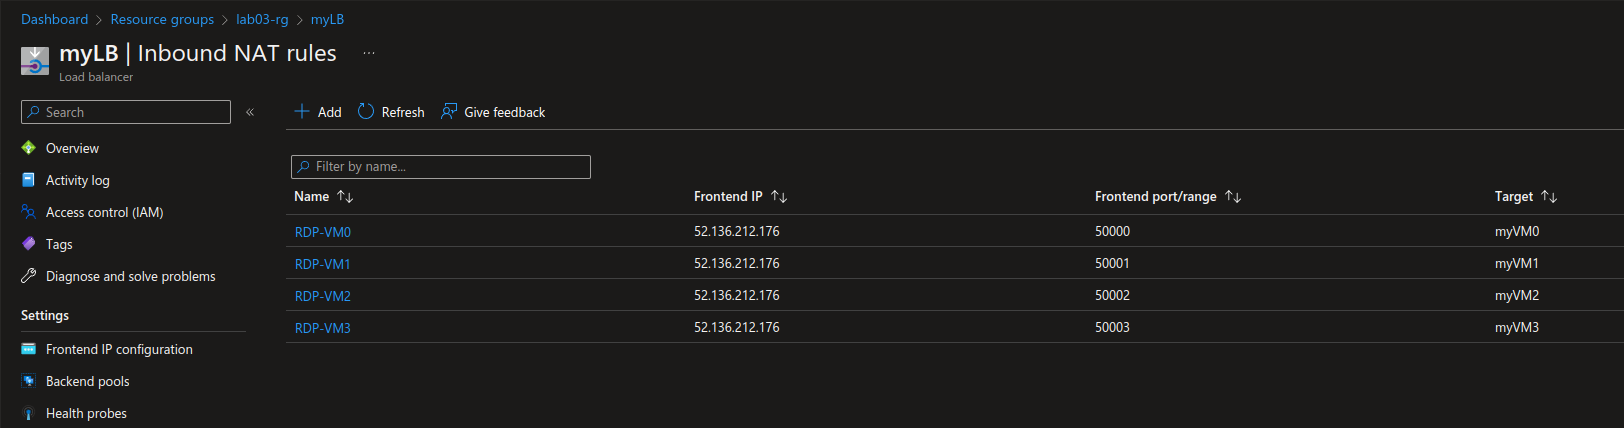 Dashboard > Resource groups > lab03-rg > myLB
myLB | Inbound NAT rules ...
Load balancer
Search «
Add Refresh Give feedback
Overview
Activity log
Access control (IAM)
Tags
Diagnose and solve problems
Settings
Frontend IP configuration
Backend pools
Health probes
Filter by name...
Name ↑↓ Frontend IP ↑↓ Frontend port/range ↑↓ Target ↑↓
RDP-VM0 52.136.212.176 50000 myVM0
RDP-VM1 52.136.212.176 50001 myVM1
RDP-VM2 52.136.212.176 50002 myVM2
RDP-VM3 52.136.212.176 50003 myVM3